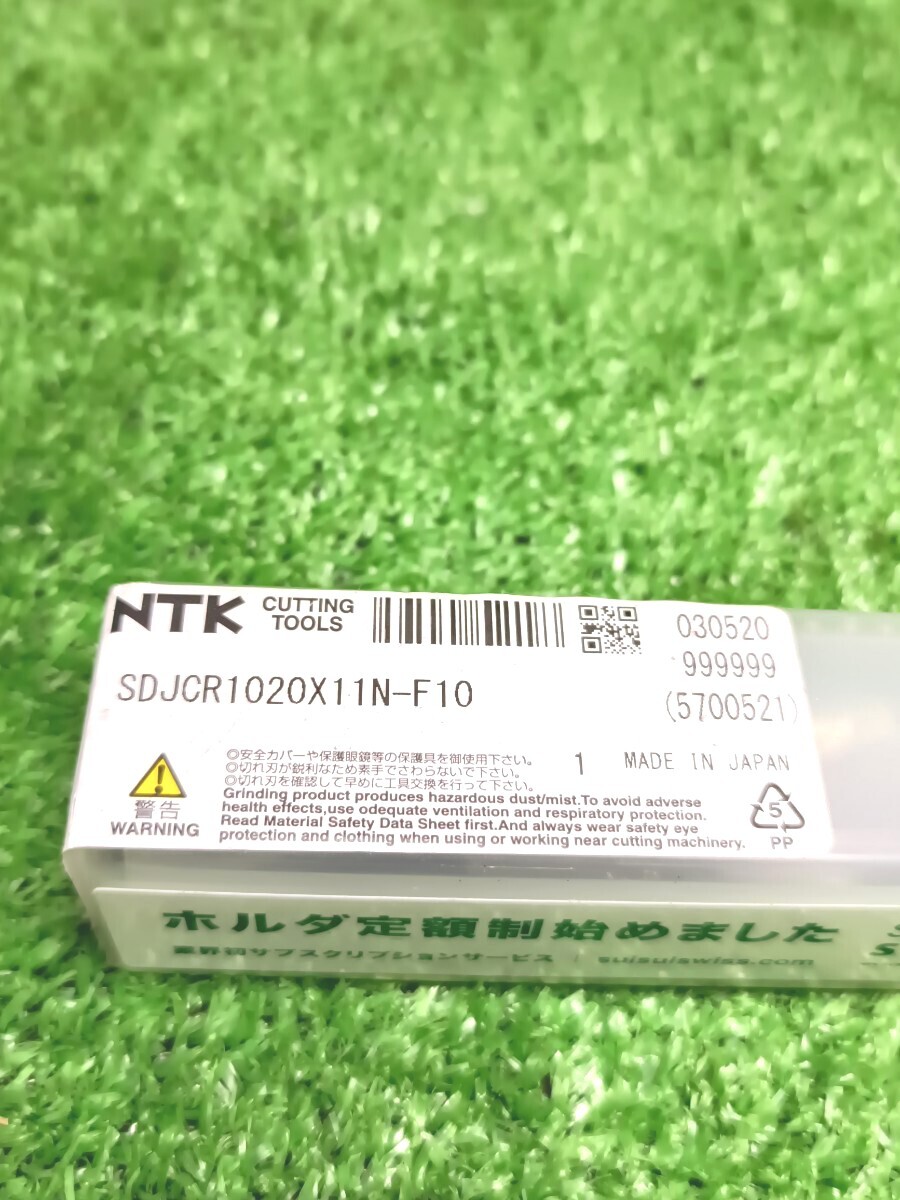 NTK CUTTING TOOLS
030520
999999
(5700521)
SDJCR1020X11N-F10
◎安全カバーや保護眼鏡等の保護具を御使用下さい。
◎切れ刃が鋭利なため素手でさわらないで下さい。
◎切れ刃を確認して早めに工具交換を行って下さい。
1 MADE IN JAPAN
警告
WARNING
Grinding product produces hazardous dust/mist.To avoid adverse
health effects,use odequate ventilation and respiratory protection.
Read Material Safety Data Sheet first.And always wear safety eye
protection and clothing when using or working near cutting machinery.
5
PP
ホルダ定額制始めました
業界初サブスクリプションサービス | suisuiswiss.com